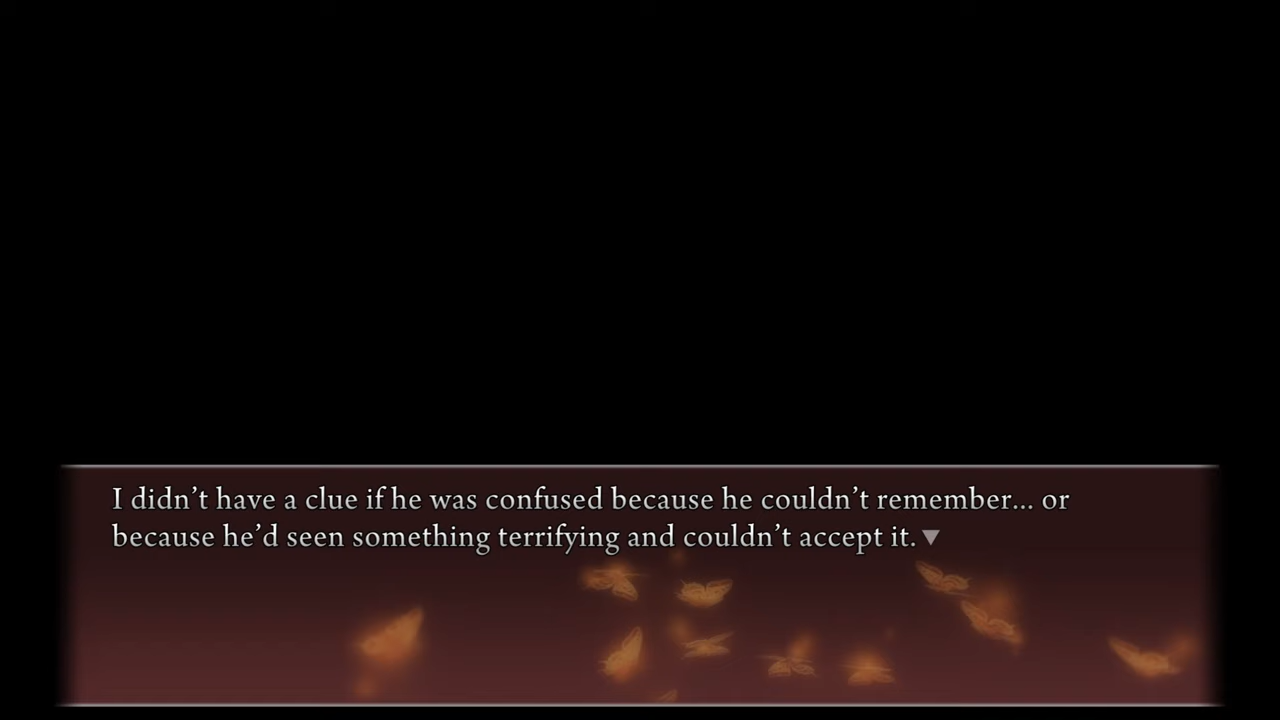 I didn’t have a clue if he was confused because he couldn’t remember... or
because he’d seen something terrifying and couldn’t accept it.